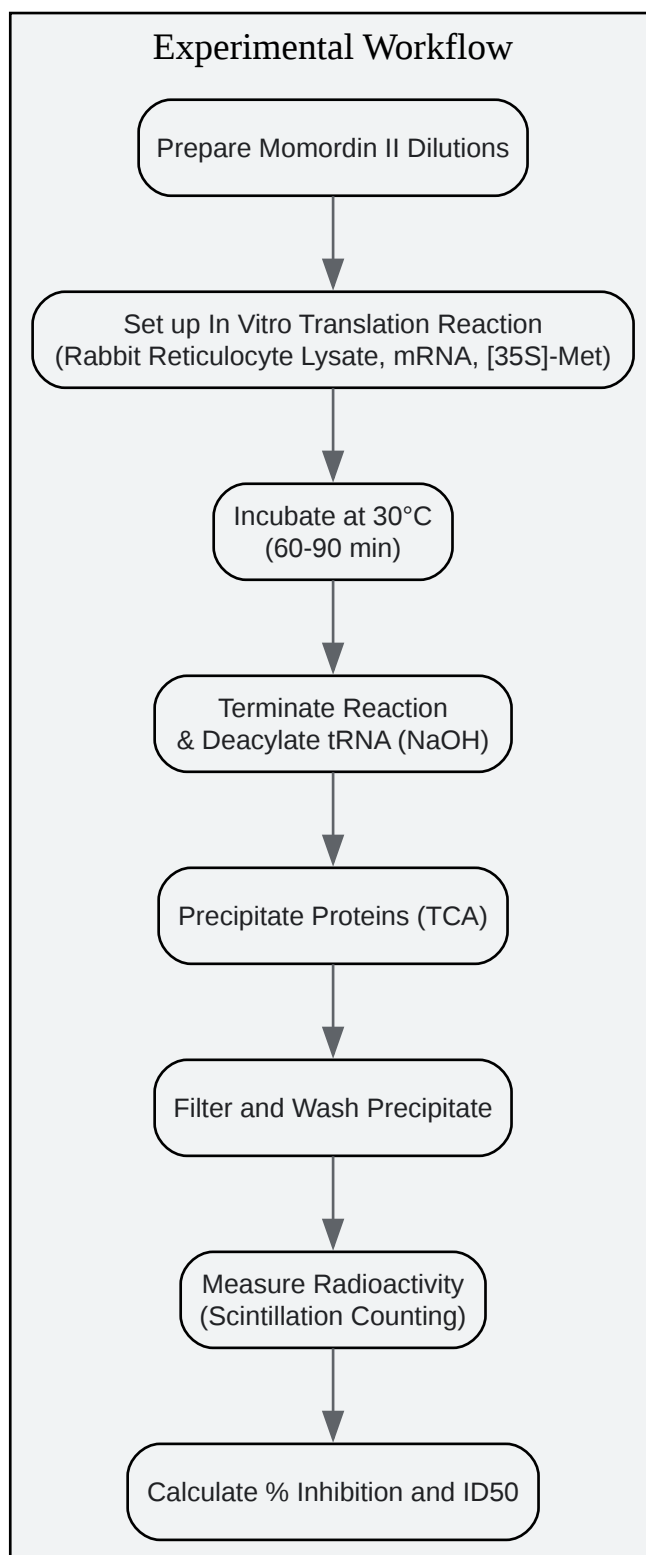 Experimental Workflow
Prepare Momordin II Dilutions
Set up In Vitro Translation Reaction
(Rabbit Reticulocyte Lysate, mRNA, [35S]-Met)
Incubate at 30°C
(60-90 min)
Terminate Reaction
& Deacylate tRNA (NaOH)
Precipitate Proteins (TCA)
Filter and Wash Precipitate
Measure Radioactivity
(Scintillation Counting)
Calculate % Inhibition and ID50